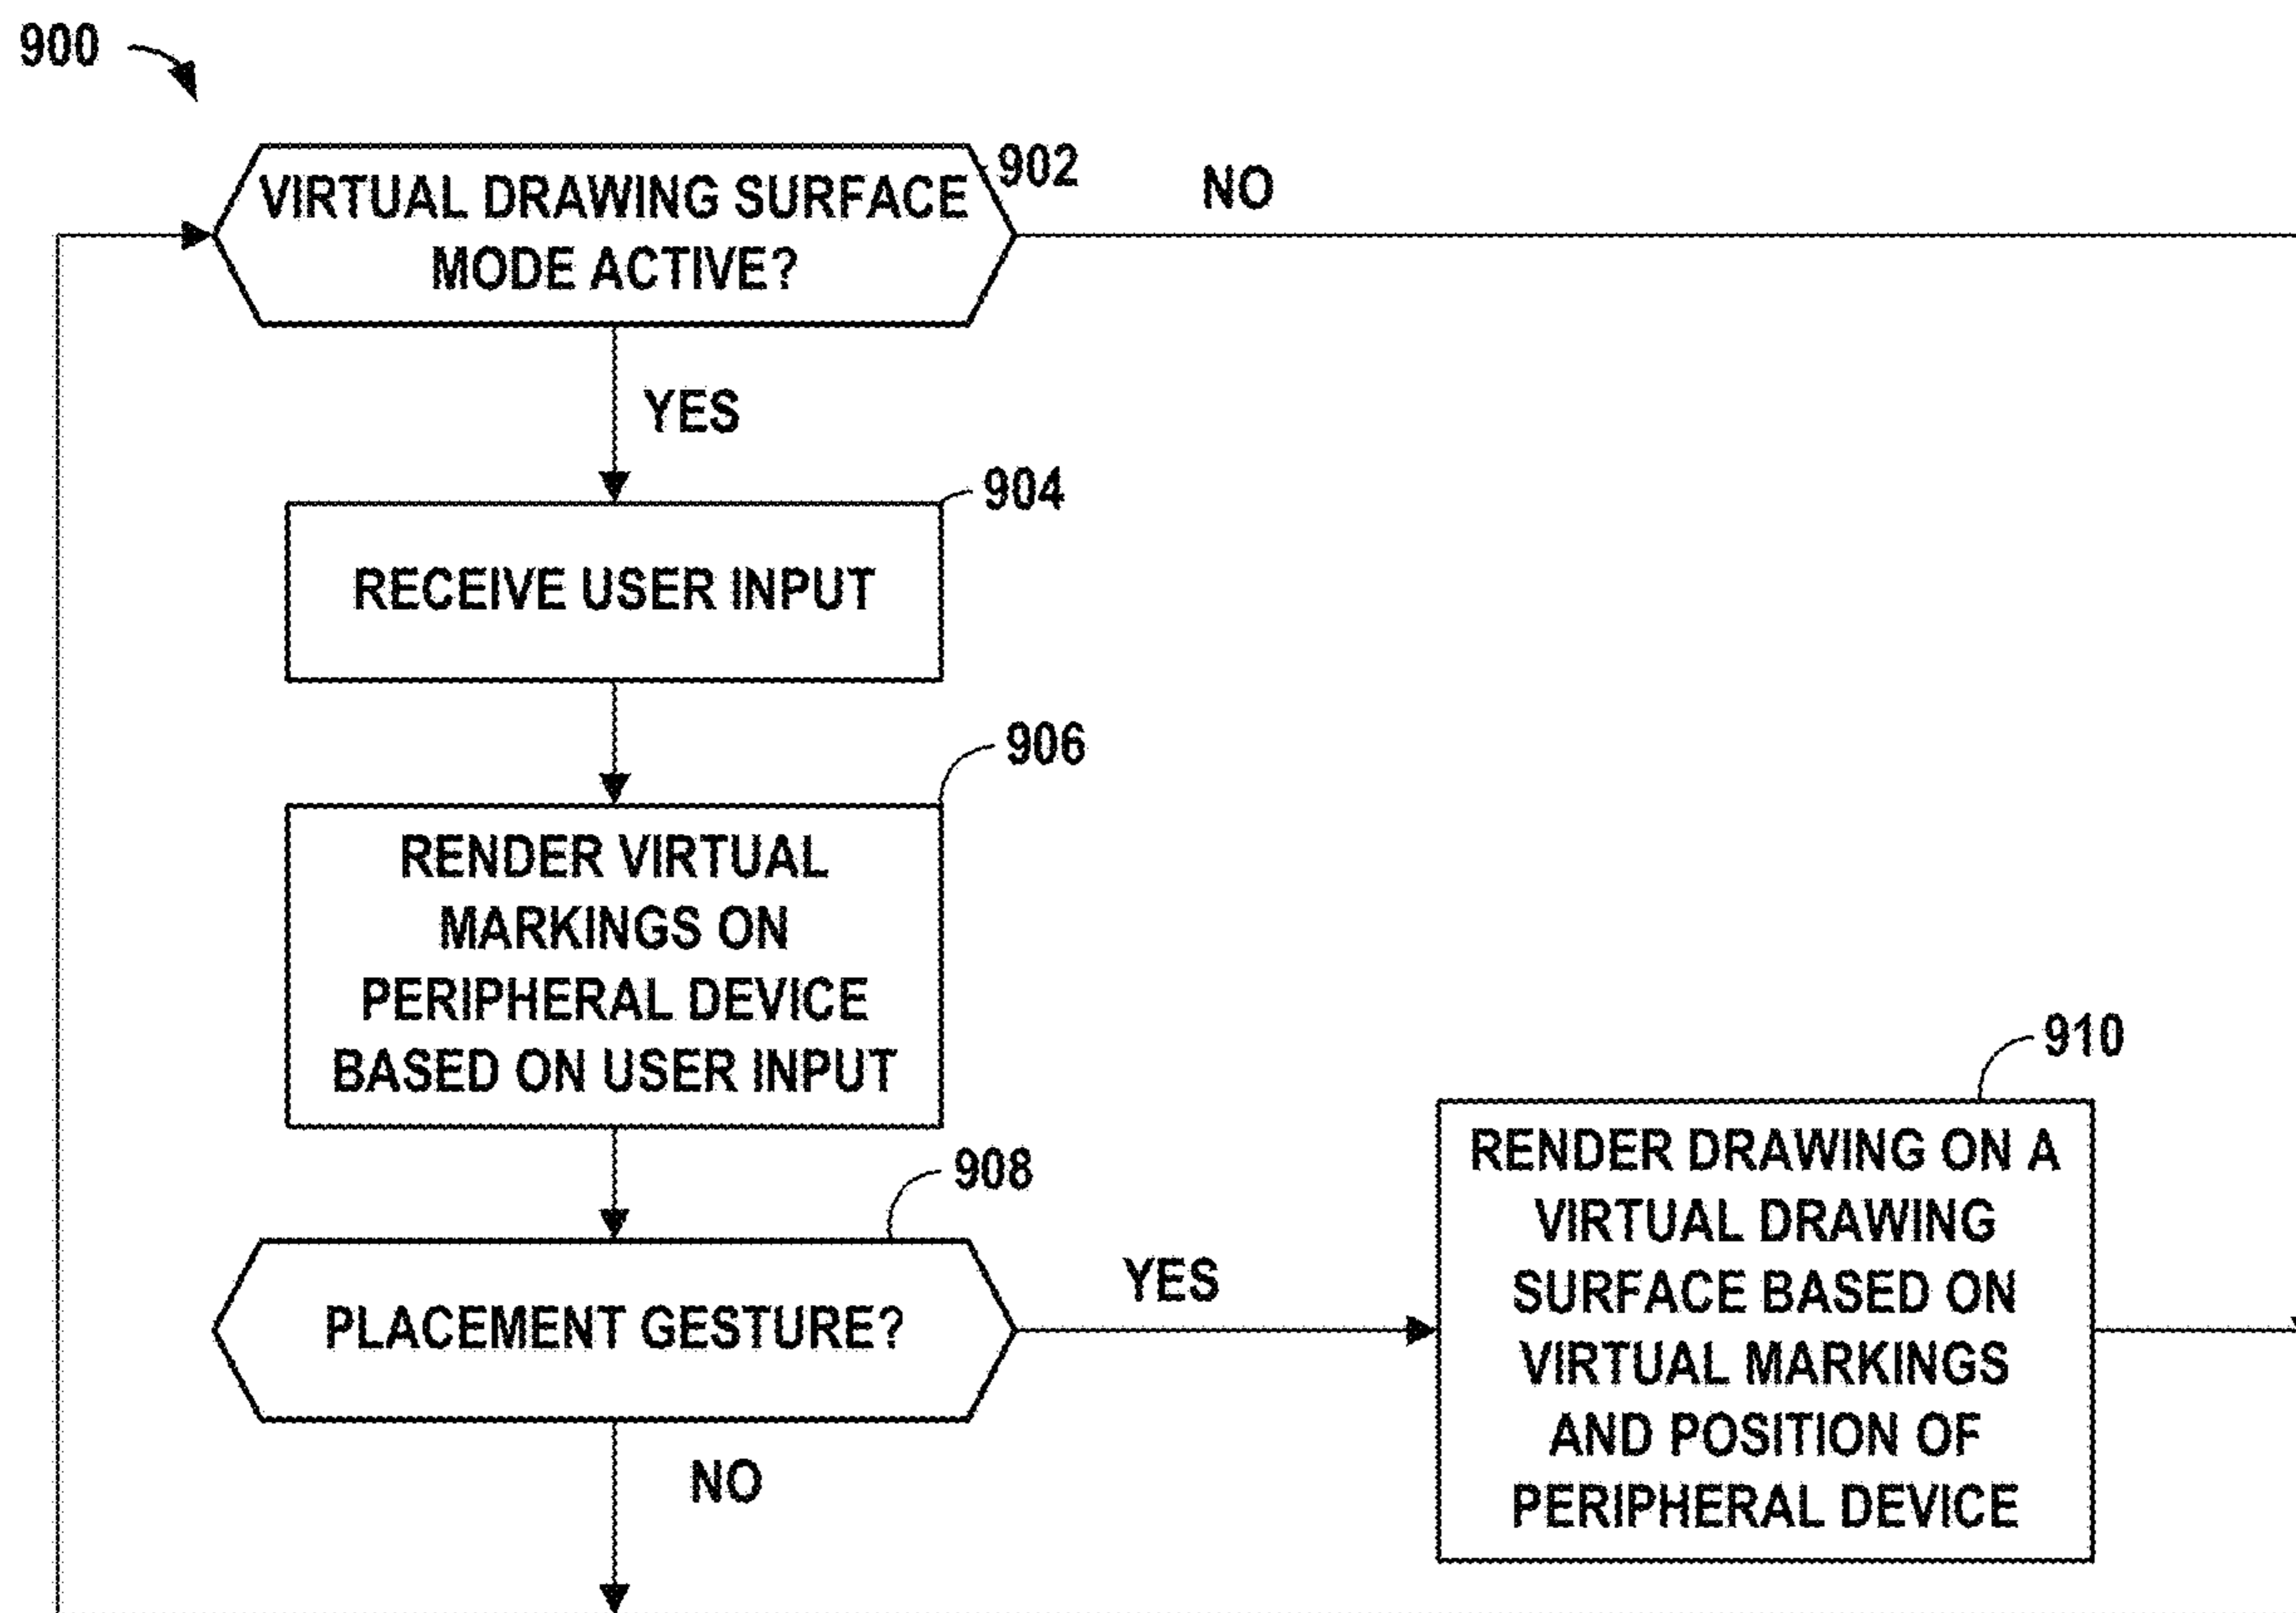 900
902
VIRTUAL DRAWING SURFACE
MODE ACTIVE?
NO
YES
904
RECEIVE USER INPUT
906
RENDER VIRTUAL
MARKINGS ON
PERIPHERAL DEVICE
BASED ON USER INPUT
908
PLACEMENT GESTURE?
YES
NO
910
RENDER DRAWING ON A
VIRTUAL DRAWING
SURFACE BASED ON
VIRTUAL MARKINGS
AND POSITION OF
PERIPHERAL DEVICE